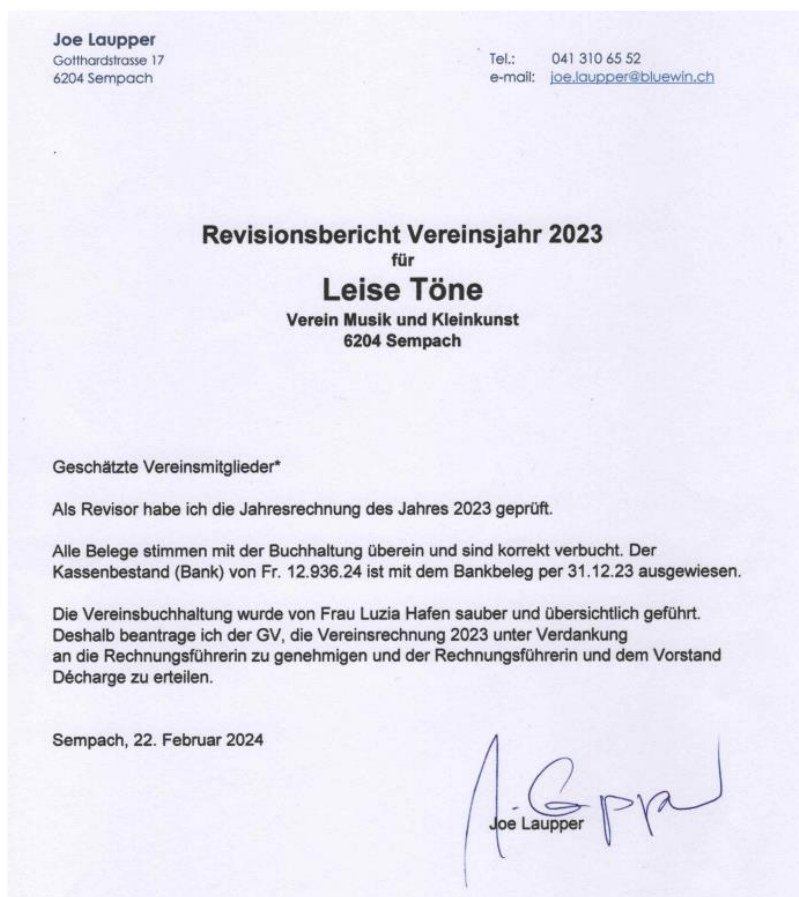 Joe Laupper
Gotthardstrasse 17
6204 Sempach
Tel.: 041 310 65 52
e-mail: joe.laupper@bluewin.ch
Revisionsbericht Vereinsjahr 2023
für
Leise Töne
Verein Musik und Kleinkunst
6204 Sempach
Geschätzte Vereinsmitglieder*
Als Revisor habe ich die Jahresrechnung des Jahres 2023 geprüft.
Alle Belege stimmen mit der Buchhaltung überein und sind korrekt verbucht. Der
Kassenbestand (Bank) von Fr. 12.936.24 ist mit dem Bankbeleg per 31.12.23 ausgewiesen.
Die Vereinsbuchhaltung wurde von Frau Luzia Hafen sauber und übersichtlich geführt.
Deshalb beantrage ich der GV, die Vereinsrechnung 2023 unter Verdankung
an die Rechnungsführerin zu genehmigen und der Rechnungsführerin und dem Vorstand
Décharge zu erteilen.
Sempach, 22. Februar 2024
Joe Laupper